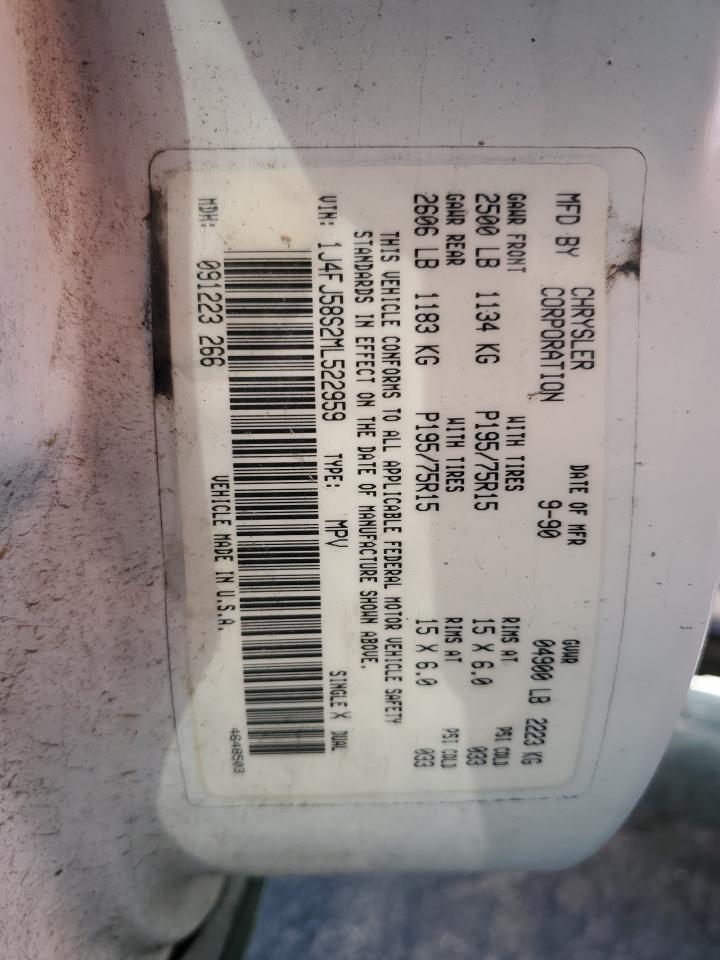 MFD BY CHRYSLER CORPORATION DATE OF MFR 9-90 GVWR 04900 LB 2223 KG
GAWR FRONT WITH TIRES RIMS AT PSI COLD
2500 LB 1134 KG P195/75R15 15 X 6.0 033
GAWR REAR WITH TIRES RIMS AT PSI COLD
2606 LB 1183 KG P195/75R15 15 X 6.0 033
THIS VEHICLE CONFORMS TO ALL APPLICABLE FEDERAL MOTOR VEHICLE SAFETY
STANDARDS IN EFFECT ON THE DATE OF MANUFACTURE SHOWN ABOVE.
VIN: 1J4FJ58S2ML522959 TYPE: MPV SINGLE X DUAL
MDH: 091223 266 VEHICLE MADE IN U.S.A. 4648503